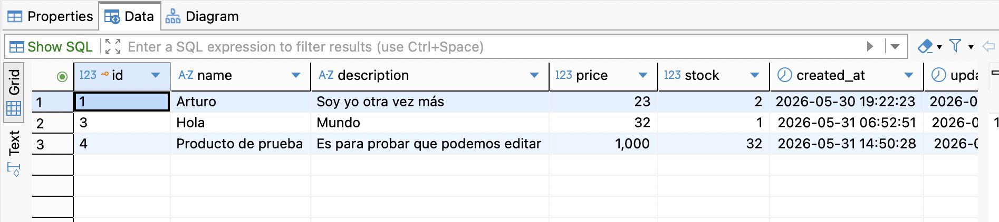 Properties Data Diagram
Show SQL Enter a SQL expression to filter results (use Ctrl+Space)
Grid
Text
123 id A-Z name A-Z description 123 price 123 stock created_at upda
1 1 Arturo Soy yo otra vez más 23 2 2026-05-30 19:22:23 2026-0
2 3 Hola Mundo 32 1 2026-05-31 06:52:51 2026-0
3 4 Producto de prueba Es para probar que podemos editar 1,000 32 2026-05-31 14:50:28 2026-0
1